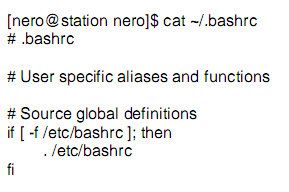 [nero@station nero]$ cat ~/.bashrc
# .bashrc

# User specific aliases and functions

# Source global definitions
if [ -f /etc/bashrc ]; then
        . /etc/bashrc
fi